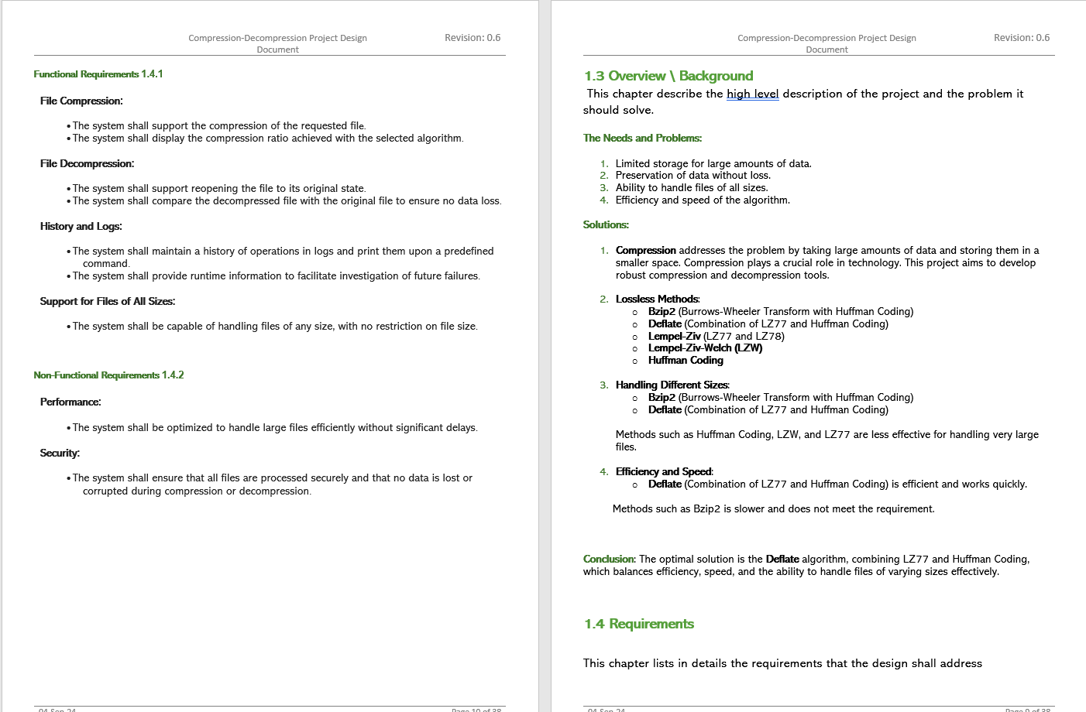 Compression-Decompression Project Design
Document
Revision: 0.6
Functional Requirements 1.4.1
File Compression:
•The system shall support the compression of the requested file.
•The system shall display the compression ratio achieved with the selected algorithm.
File Decompression:
•The system shall support reopening the file to its original state.
•The system shall compare the decompressed file with the original file to ensure no data loss.
History and Logs:
•The system shall maintain a history of operations in logs and print them upon a predefined
command.
•The system shall provide runtime information to facilitate investigation of future failures.
Support for Files of All Sizes:
•The system shall be capable of handling files of any size, with no restriction on file size.
Non-Functional Requirements 1.4.2
Performance:
•The system shall be optimized to handle large files efficiently without significant delays.
Security:
•The system shall ensure that all files are processed securely and that no data is lost or
corrupted during compression or decompression.
04-Sep-24
Page 10 of 38
Compression-Decompression Project Design
Document
Revision: 0.6
1.3 Overview \ Background
This chapter describe the high level description of the project and the problem it
should solve.
The Needs and Problems:
1. Limited storage for large amounts of data.
2. Preservation of data without loss.
3. Ability to handle files of all sizes.
4. Efficiency and speed of the algorithm.
Solutions:
1. Compression addresses the problem by taking large amounts of data and storing them in a
smaller space. Compression plays a crucial role in technology. This project aims to develop
robust compression and decompression tools.
2. Lossless Methods:
o Bzip2 (Burrows-Wheeler Transform with Huffman Coding)
o Deflate (Combination of LZ77 and Huffman Coding)
o Lempel-Ziv (LZ77 and LZ78)
o Lempel-Ziv-Welch (LZW)
o Huffman Coding
3. Handling Different Sizes:
o Bzip2 (Burrows-Wheeler Transform with Huffman Coding)
o Deflate (Combination of LZ77 and Huffman Coding)
Methods such as Huffman Coding, LZW, and LZ77 are less effective for handling very large
files.
4. Efficiency and Speed:
o Deflate (Combination of LZ77 and Huffman Coding) is efficient and works quickly.
Methods such as Bzip2 is slower and does not meet the requirement.
Conclusion: The optimal solution is the Deflate algorithm, combining LZ77 and Huffman Coding,
which balances efficiency, speed, and the ability to handle files of varying sizes effectively.
1.4 Requirements
This chapter lists in details the requirements that the design shall address
04-Sep-24
Page 9 of 38